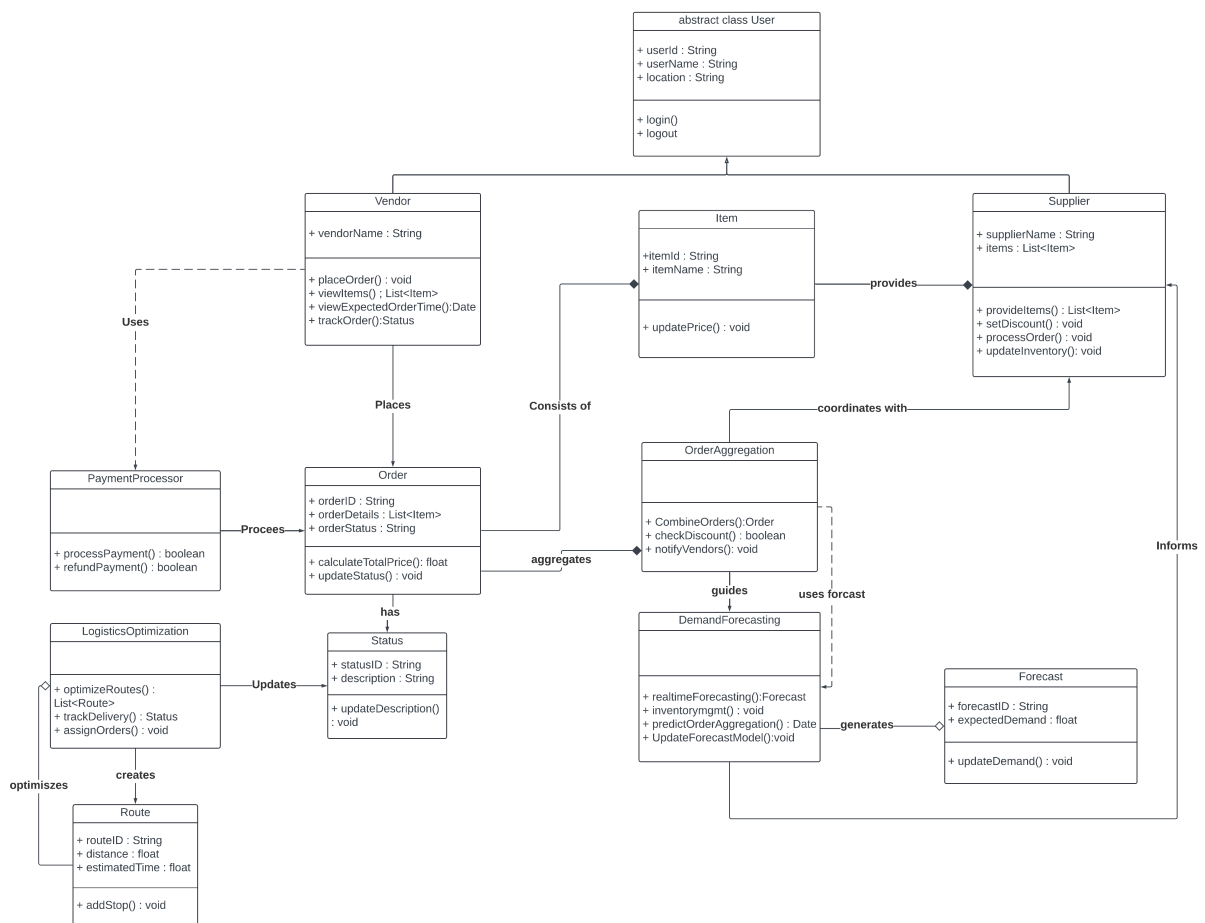 abstract class User
+ userId : String
+ userName : String
+ location : String
+ login()
+ logout
Vendor
+ vendorName : String
+ placeOrder() : void
+ viewItems() ; List<Item>
+ viewExpectedOrderTime():Date
+ trackOrder():Status
Item
+itemId : String
+ itemName : String
+ updatePrice() : void
provides
Supplier
+ supplierName : String
+ items : List<Item>
+ provideItems() : List<Item>
+ setDiscount() : void
+ processOrder() : void
+ updateInventory(): void
Uses
Places
Consists of
coordinates with
PaymentProcessor
+ processPayment() : boolean
+ refundPayment() : boolean
Procees
Order
+ orderID : String
+ orderDetails : List<Item>
+ orderStatus : String
+ calculateTotalPrice(): float
+ updateStatus() : void
aggregates
OrderAggregation
+ CombineOrders():Order
+ checkDiscount() : boolean
+ notifyVendors(): void
Informs
guides
uses forcast
has
LogisticsOptimization
+ optimizeRoutes() :
List<Route>
+ trackDelivery() : Status
+ assignOrders() : void
Updates
Status
+ statusID : String
+ description : String
+ updateDescription()
: void
DemandForecasting
+ realtimeForecasting():Forecast
+ inventorymgmt() : void
+ predictOrderAggregation() : Date
+ UpdateForecastModel():void
generates
Forecast
+ forecastID : String
+ expectedDemand : float
+ updateDemand() : void
creates
optimiszes
Route
+ routeID : String
+ distance : float
+ estimatedTime : float
+ addStop() : void